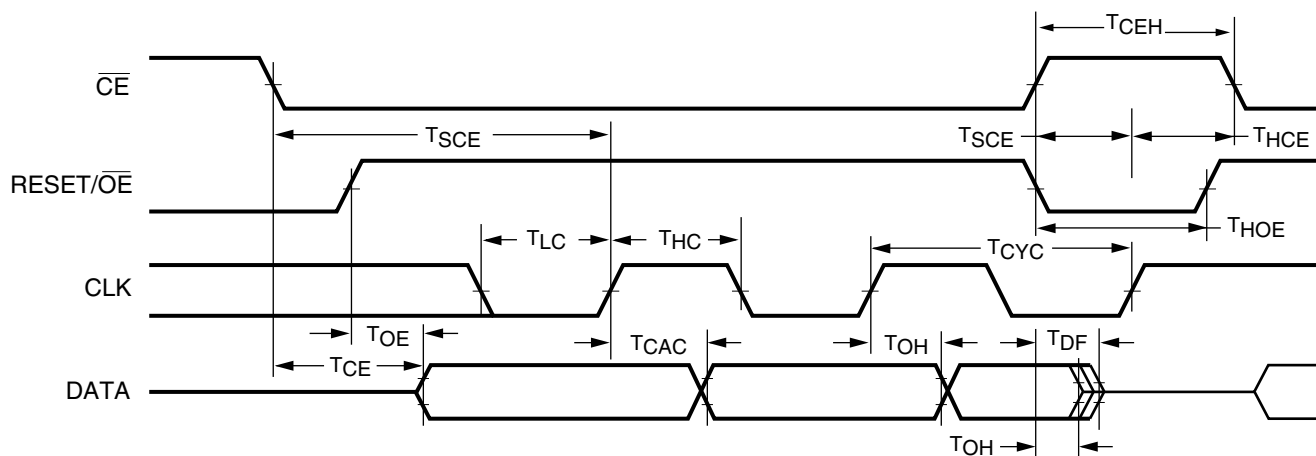 TCEH
CE
TSCE
TSCE
THCE
RESET/OE
TLC
THC
TCYC
THOE
CLK
TOE
TCAC
TOH
TDF
TCE
DATA
TOH